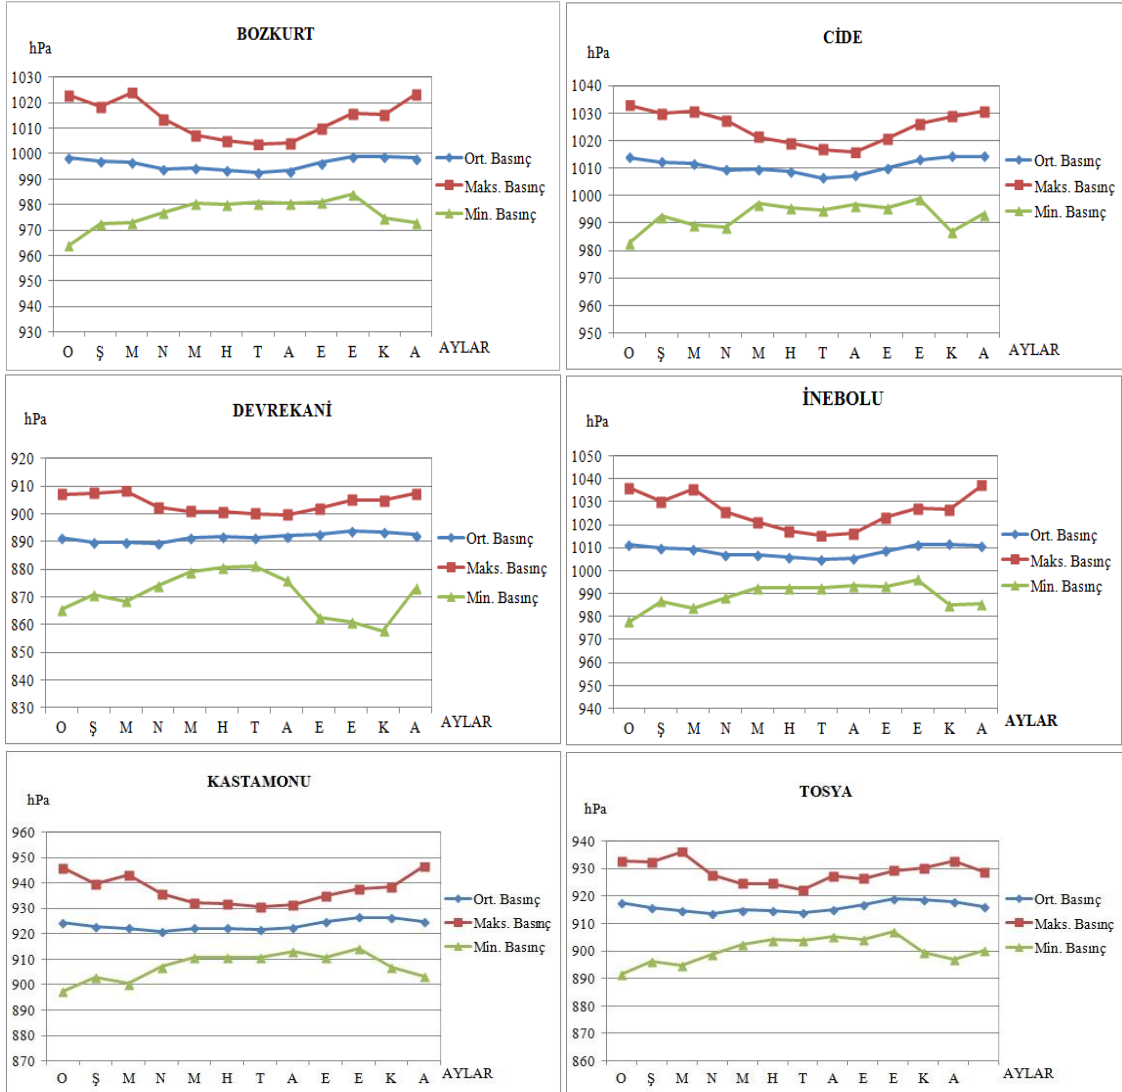 BOZKURT
hPa
1030
1020
1010
1000
990
980
970
960
950
940
930
O Ş M N M H T A E E K A
AYLAR
Ort. Basınç
Maks. Basınç
Min. Basınç
CİDE
hPa
1040
1030
1020
1010
1000
990
980
970
960
950
O Ş M N M H T A E E K A
AYLAR
Ort. Basınç
Maks. Basınç
Min. Basınç
DEVREKANİ
hPa
920
910
900
890
880
870
860
850
840
830
O Ş M N M H T A E E K A
AYLAR
Ort. Basınç
Maks. Basınç
Min. Basınç
İNEBOLU
hPa
1050
1040
1030
1020
1010
1000
990
980
970
960
950
940
O Ş M N M H T A E E K A
AYLAR
Ort. Basınç
Maks. Basınç
Min. Basınç
KASTAMONU
hPa
960
950
940
930
920
910
900
890
880
870
O Ş M N M H T A E E K A
AYLAR
Ort. Basınç
Maks. Basınç
Min. Basınç
TOSYA
hPa
940
930
920
910
900
890
880
870
860
O Ş M N M H T A E E K A
AYLAR
Ort. Basınç
Maks. Basınç
Min. Basınç